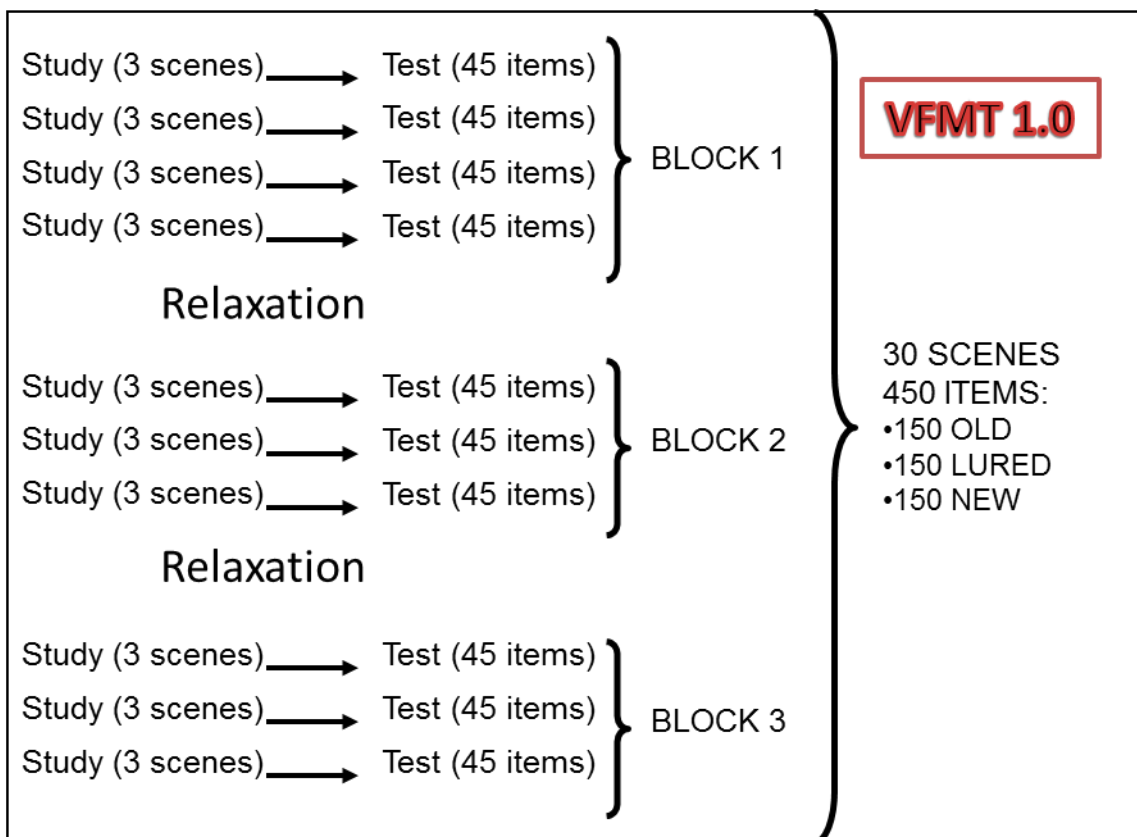 Study (3 scenes) Test (45 items)
Study (3 scenes) Test (45 items)
Study (3 scenes) Test (45 items)
Study (3 scenes) Test (45 items)
BLOCK 1
Relaxation
Study (3 scenes) Test (45 items)
Study (3 scenes) Test (45 items)
Study (3 scenes) Test (45 items)
BLOCK 2
Relaxation
Study (3 scenes) Test (45 items)
Study (3 scenes) Test (45 items)
Study (3 scenes) Test (45 items)
BLOCK 3
VFMT 1.0
30 SCENES
450 ITEMS:
•150 OLD
•150 LURED
•150 NEW